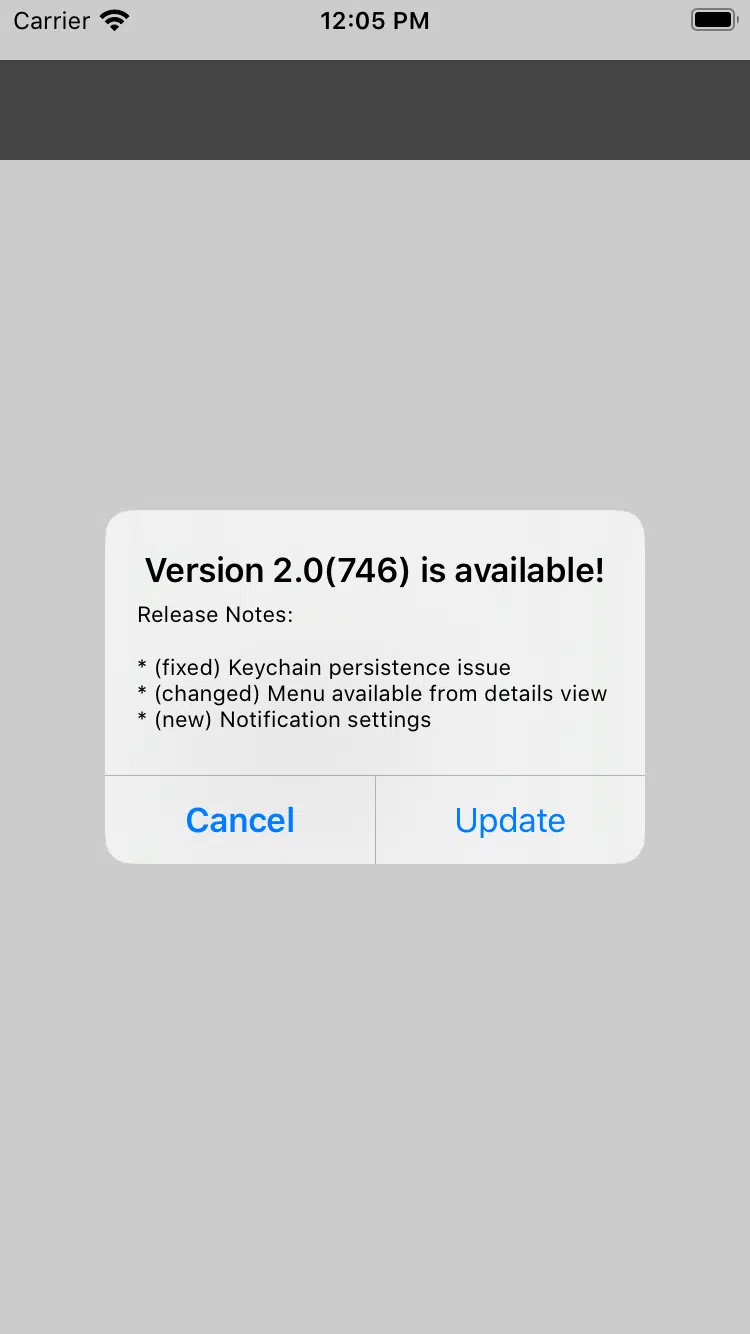 Carrier 12:05 PM
Version 2.0(746) is available!
Release Notes:
* (fixed) Keychain persistence issue
* (changed) Menu available from details view
* (new) Notification settings
Cancel Update